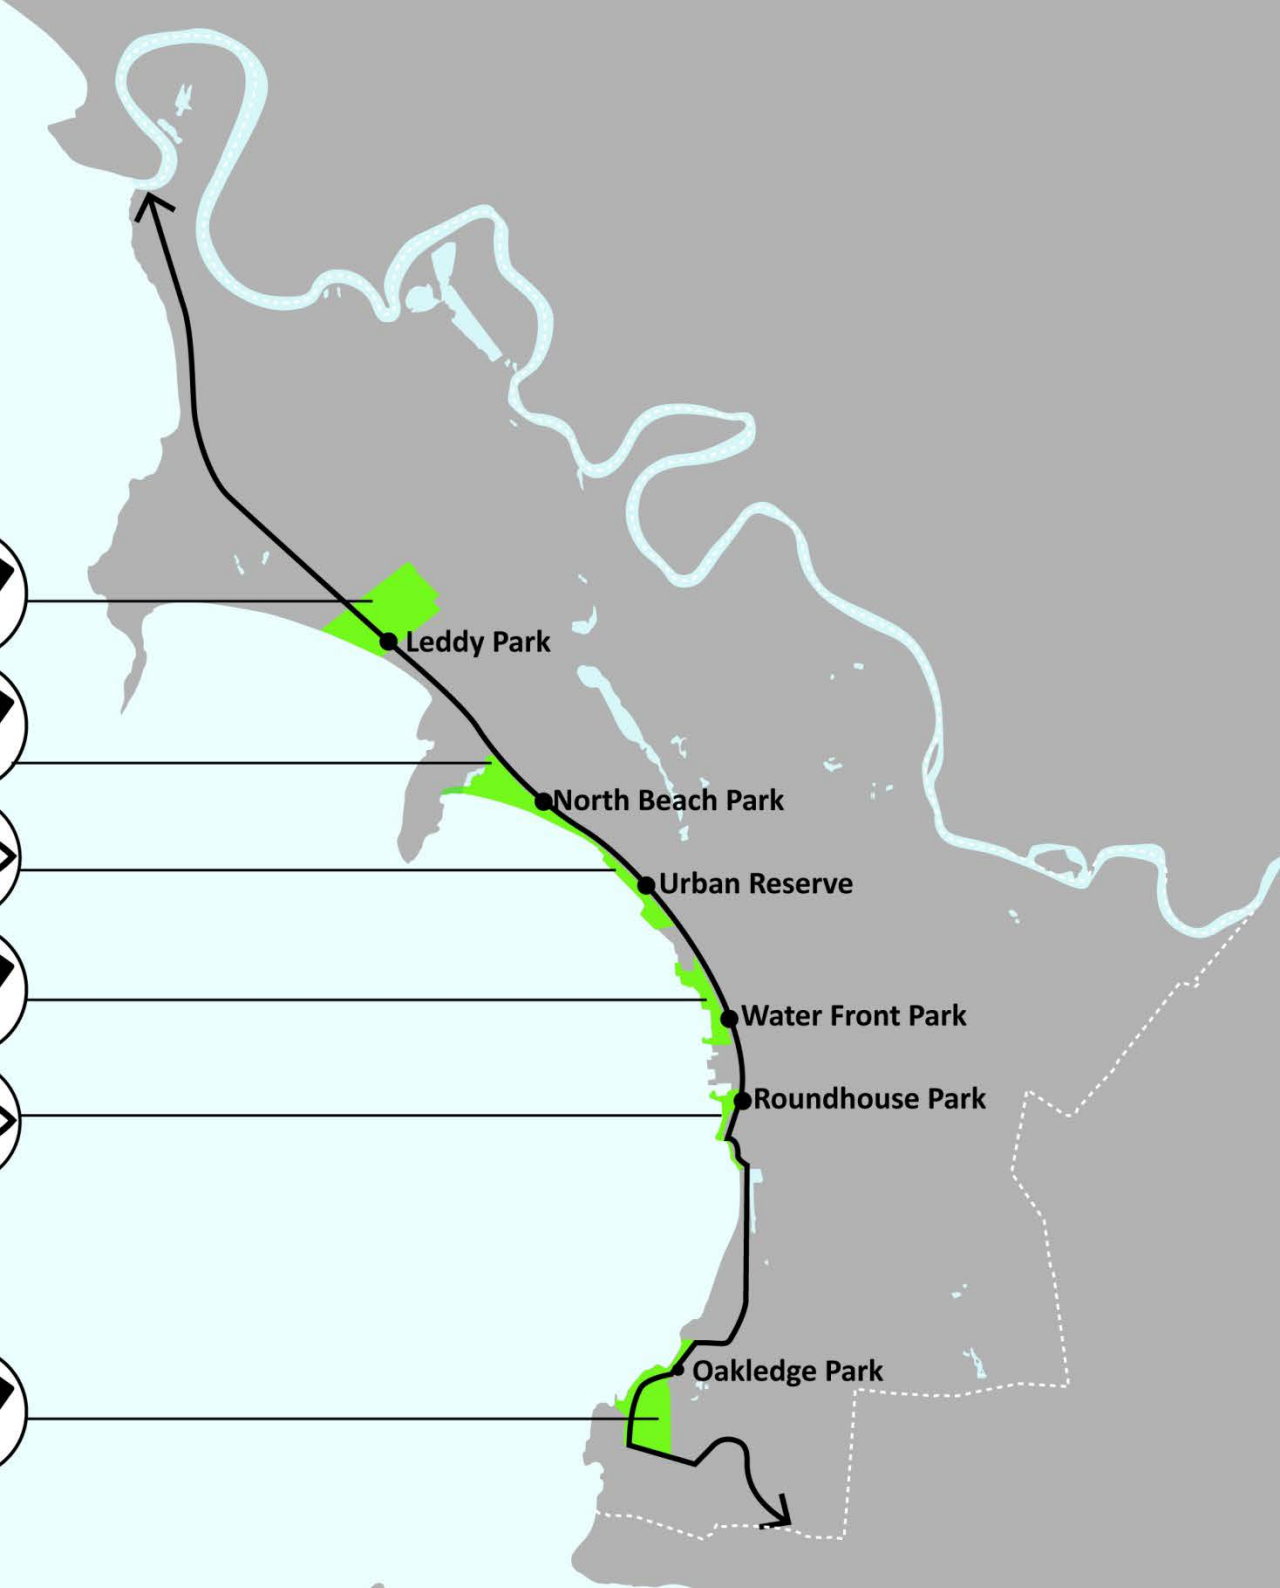 Leddy Park
North Beach Park
Urban Reserve
Water Front Park
Roundhouse Park
Oakledge Park